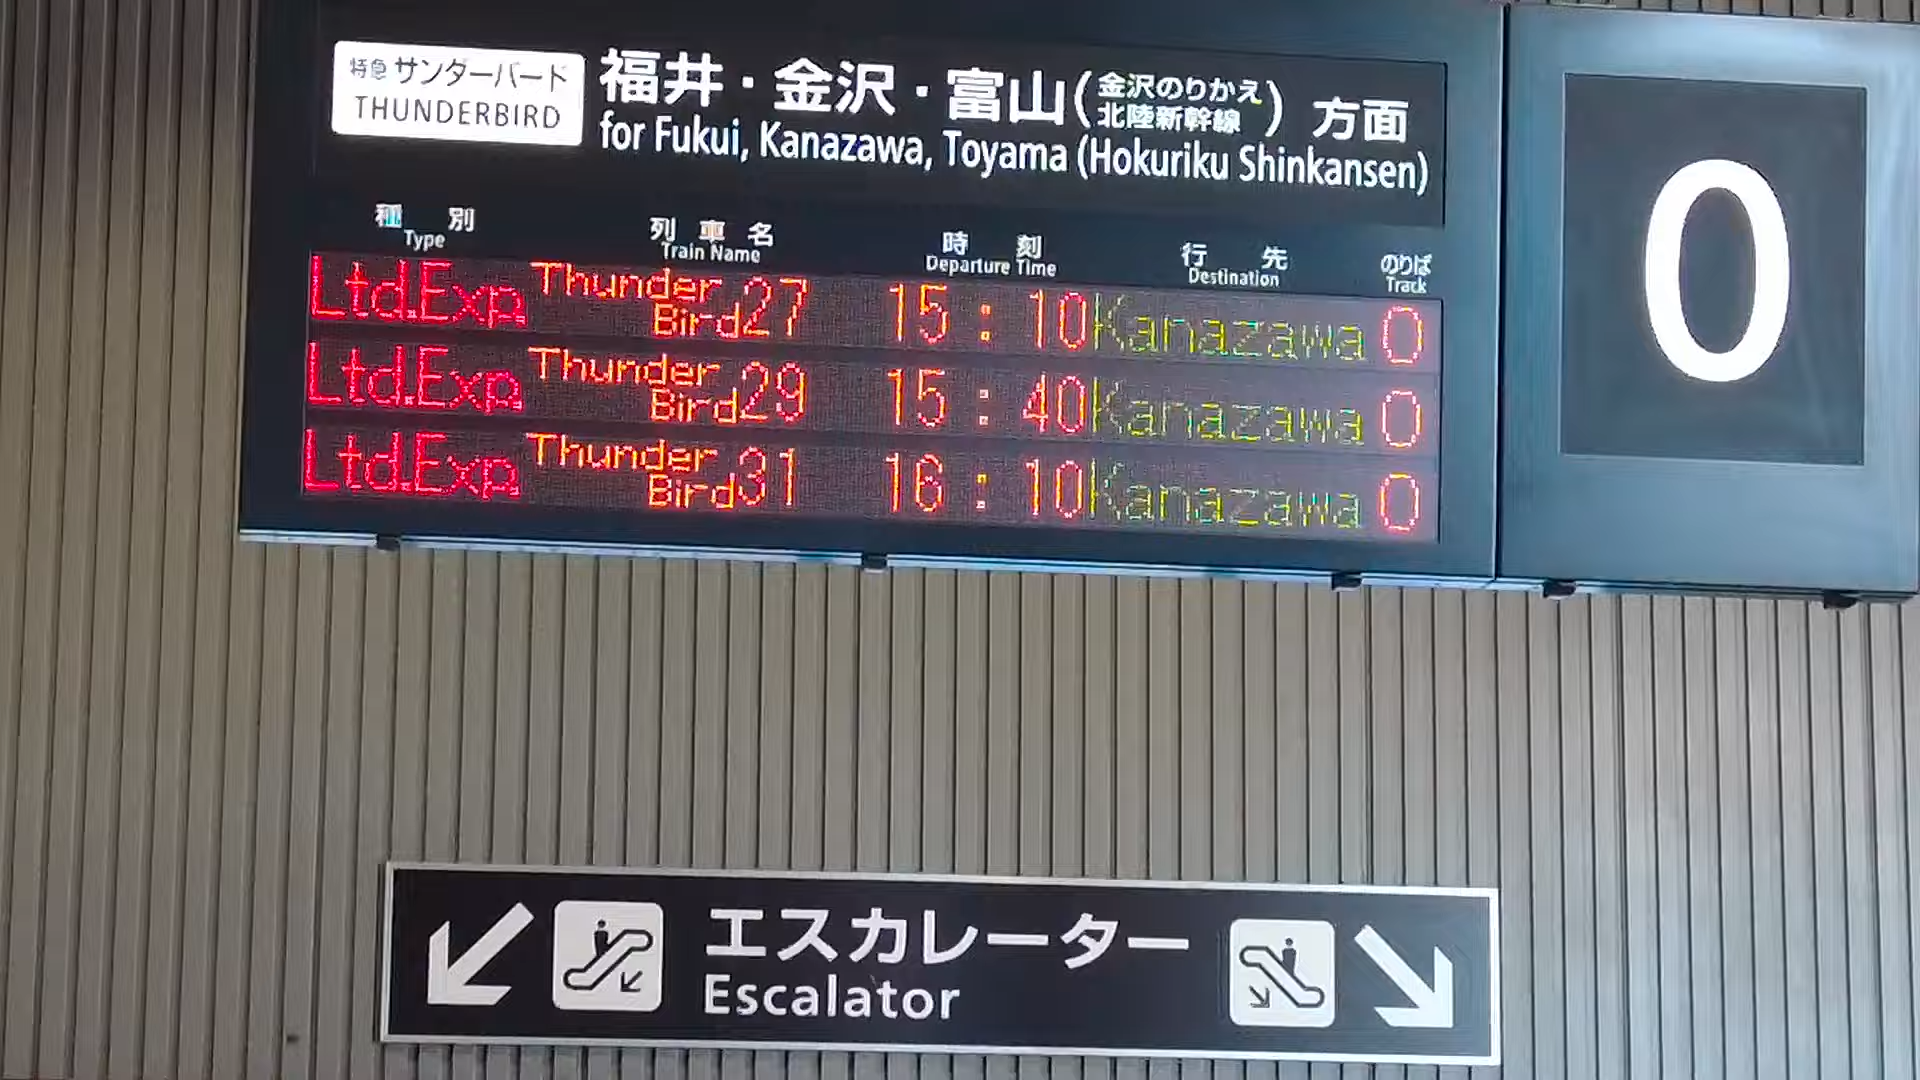 特急 サンダーバード
THUNDERBIRD
福井・金沢・富山(金沢のりかえ 北陸新幹線) 方面
for Fukui, Kanazawa, Toyama (Hokuriku Shinkansen)
0
種別 列車名 時刻 行先 のりば
Type Train Name Departure Time Destination Track
Ltd.Exp. Thunder Bird 27 15:10 Kanazawa 0
Ltd.Exp. Thunder Bird 29 15:40 Kanazawa 0
Ltd.Exp. Thunder Bird 31 16:10 Kanazawa 0
エスカレーター
Escalator